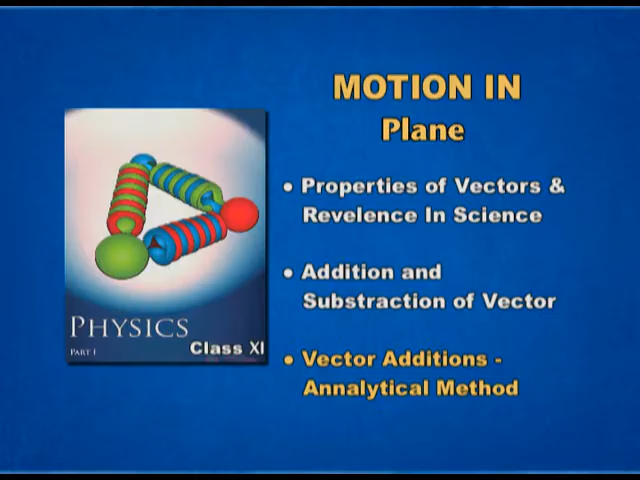 MOTION IN
Plane
• Properties of Vectors &
Revelence In Science
• Addition and
Substraction of Vector
• Vector Additions -
Annalytical Method
PHYSICS
PART I
Class XI